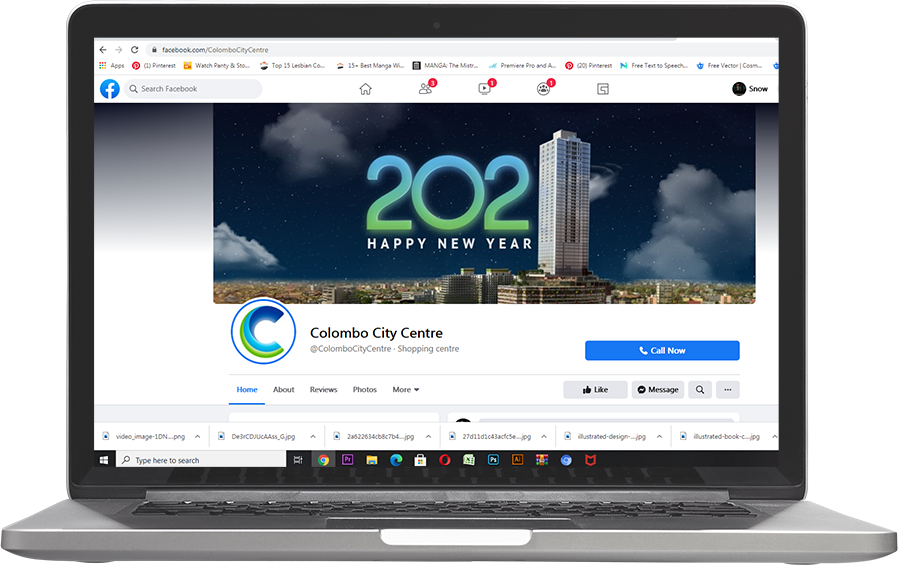 facebook.com/ColomboCityCentre
Apps (1) Pinterest Watch Panty & Sto... Top 15 Lesbian Co... 15+ Best Manga Wi... MANGA: The Mistr... Premiere Pro and A... (20) Pinterest Free Text to Speech... Free Vector | Cosm...
Search Facebook 3 1 1 Snow
202
HAPPY NEW YEAR
Colombo City Centre
@ColomboCityCentre · Shopping centre
Call Now
Home About Reviews Photos More Like Message
video_image-1DN....png De3rCDJUcAAss_G.jpg 2a622634cb8c7b4....jpg 27d11d1c43acfc5e....jpg illustrated-design-....jpg illustrated-book-c....jpg
Type here to search Pr Ps Ai